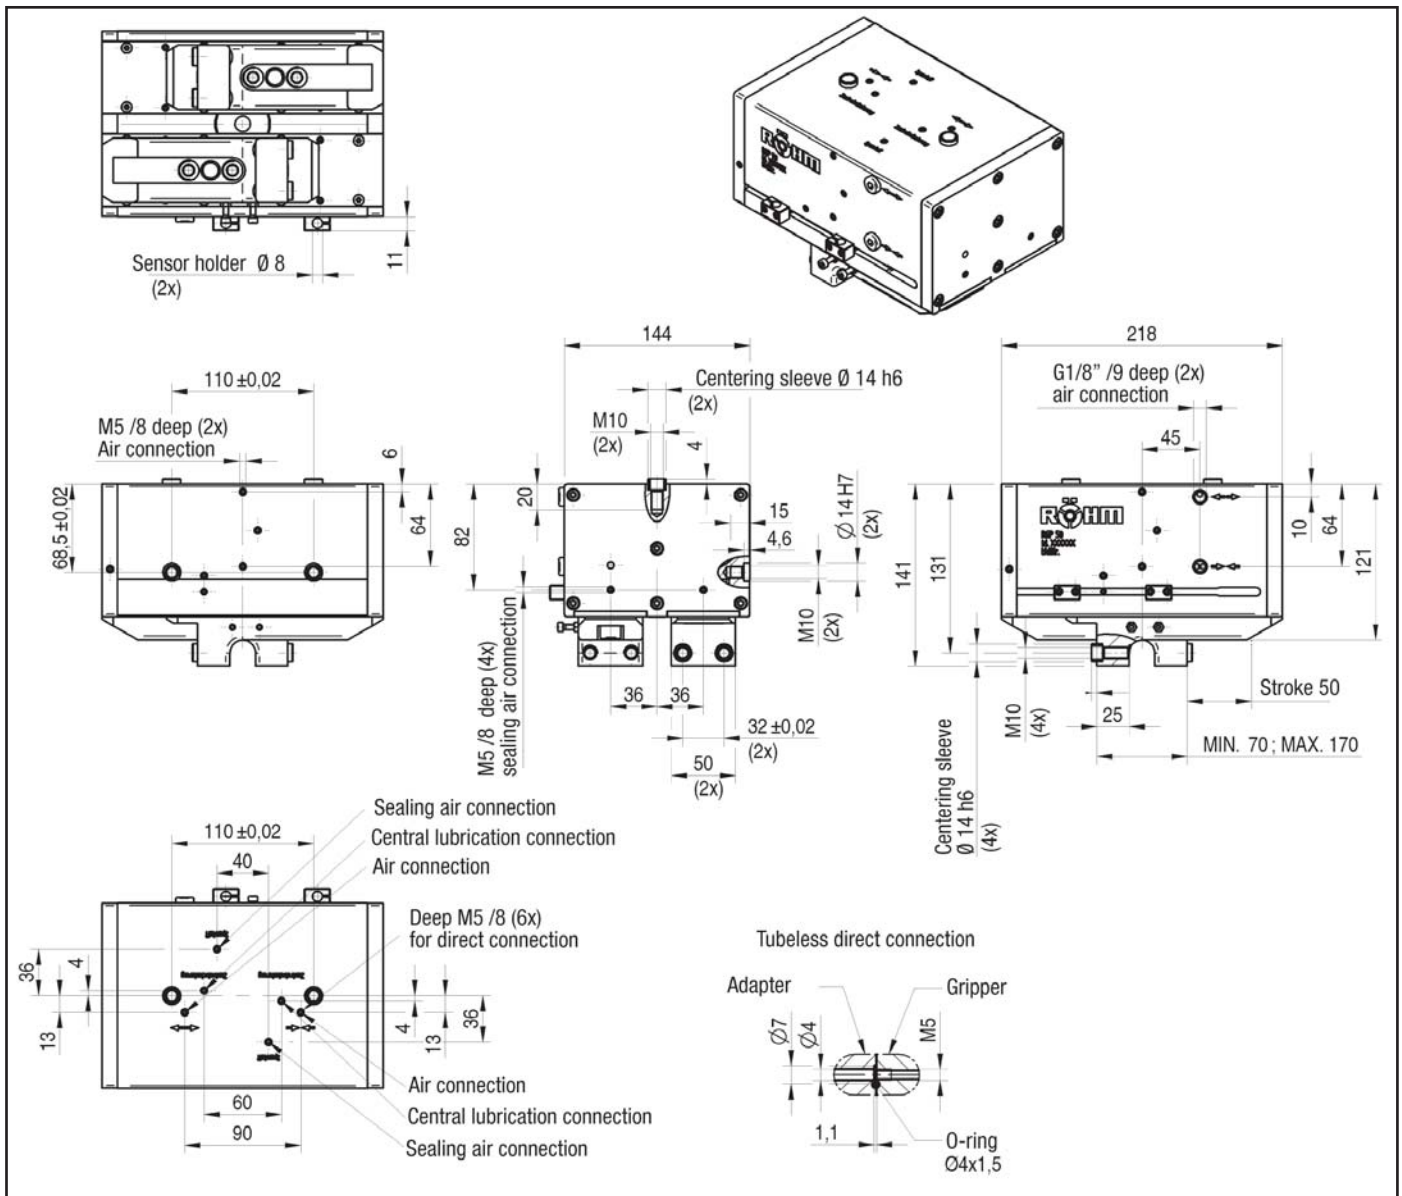 Sensor holder Ø 8
(2x)
11
RÖHM
110 ±0,02
M5 /8 deep (2x)
Air connection
6
64
68,5 ±0,02
144
Centering sleeve Ø 14 h6
(2x)
M10
(2x)
4
20
82
15
4,6
Ø 14 H7
(2x)
M10
(2x)
M5 /8 deep (4x)
sealing air connection
36
36
32 ±0,02
(2x)
50
(2x)
218
G1/8” /9 deep (2x)
air connection
45
RÖHM
10
64
121
141
131
M10
(4x)
25
Stroke 50
MIN. 70 ; MAX. 170
Centering sleeve
Ø 14 h6
(4x)
Sealing air connection
110 ±0,02
Central lubrication connection
40
Air connection
Deep M5 /8 (6x)
for direct connection
36
4
13
4
13
36
Air connection
60
Central lubrication connection
90
Sealing air connection
Tubeless direct connection
Adapter
Gripper
Ø7
Ø4
M5
1,1
O-ring
Ø4x1,5